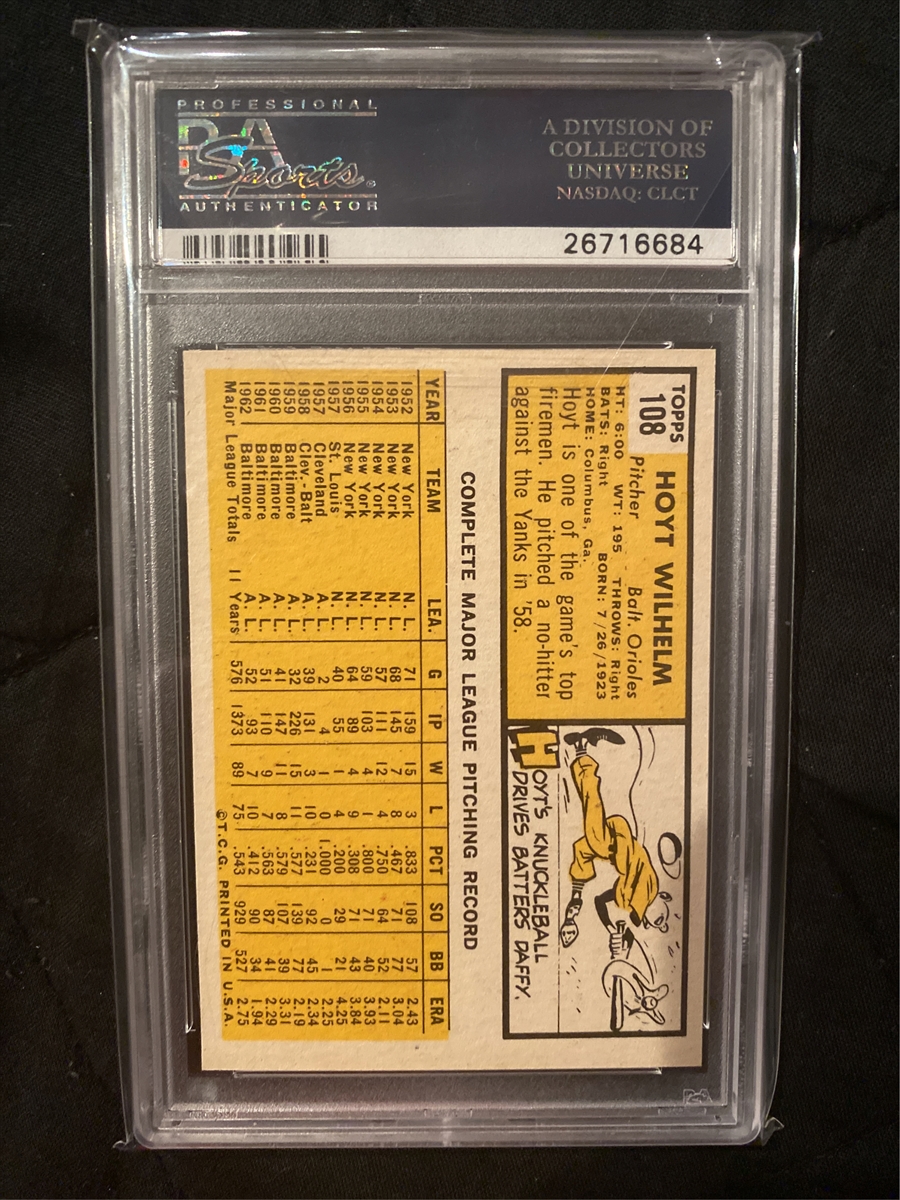 PROFESSIONAL
PSA
Sports.
AUTHENTICATOR
A DIVISION OF
COLLECTORS
UNIVERSE
NASDAQ: CLCT
26716684
TOPPS
108
HOYT WILHELM
Pitcher - Balt. Orioles
HT: 6:00 WT: 195 THROWS: Right
BATS: Right BORN: 7/26/1923
HOME: Columbus, Ga.
Hoyt is one of the game's top
firemen. He pitched a no-hitter
against the Yanks in '58.
HOYT'S KNUCKLEBALL
DRIVES BATTERS DAFFY.
COMPLETE MAJOR LEAGUE PITCHING RECORD
YEAR TEAM LEA. G IP W L PCT SO BB ERA
1952 New York N. L. 71 159 15 3 .833 108 57 2.43
1953 New York N. L. 68 145 7 8 .467 71 77 3.04
1954 New York N. L. 57 111 12 4 .750 64 52 2.11
1955 New York N. L. 59 103 4 1 .800 71 40 3.93
1956 New York N. L. 64 89 4 9 .308 71 43 3.84
1957 St. Louis N. L. 40 55 1 4 .200 29 21 4.25
1957 Cleveland A. L. 2 4 1 0 1.000 0 1 2.25
1958 Clev.-Balt A. L. 39 131 3 10 .231 92 45 2.34
1959 Baltimore A. L. 32 226 15 11 .577 139 77 2.19
1960 Baltimore A. L. 41 147 11 8 .579 107 39 3.31
1961 Baltimore A. L. 51 110 9 7 .563 87 41 2.29
1962 Baltimore A. L. 52 93 7 10 .412 90 34 1.94
Major League Totals 11 Years 576 1373 89 75 .543 929 527 2.75
©T.C.G. PRINTED IN U.S.A.